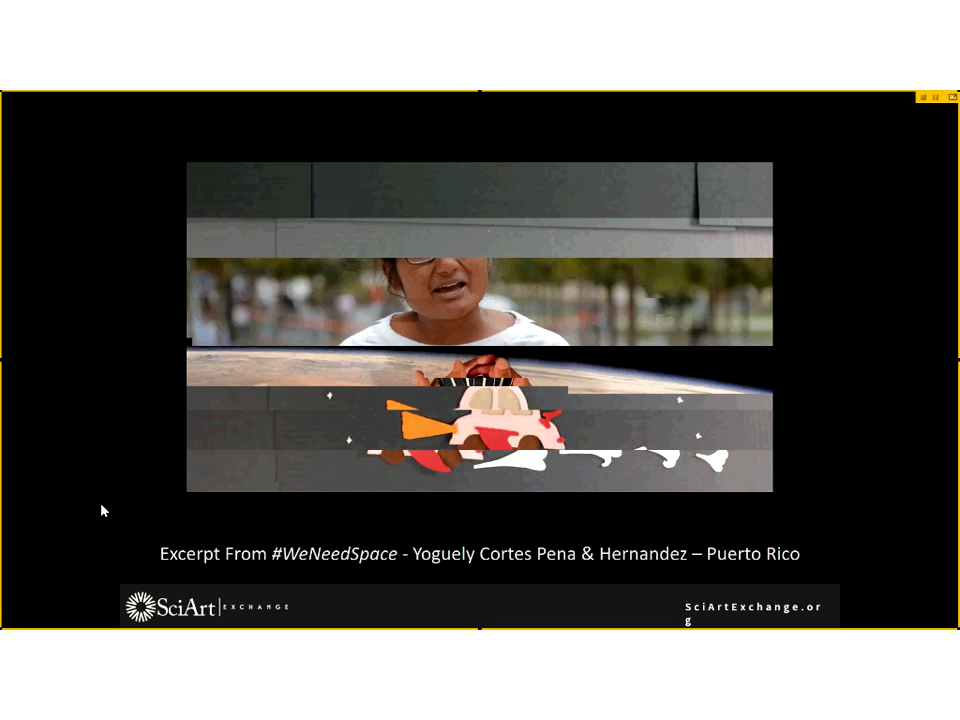 Excerpt From #WeNeedSpace - Yoguely Cortes Pena & Hernandez – Puerto Rico
SciArt|EXCHANGE
SciArtExchange.or
g